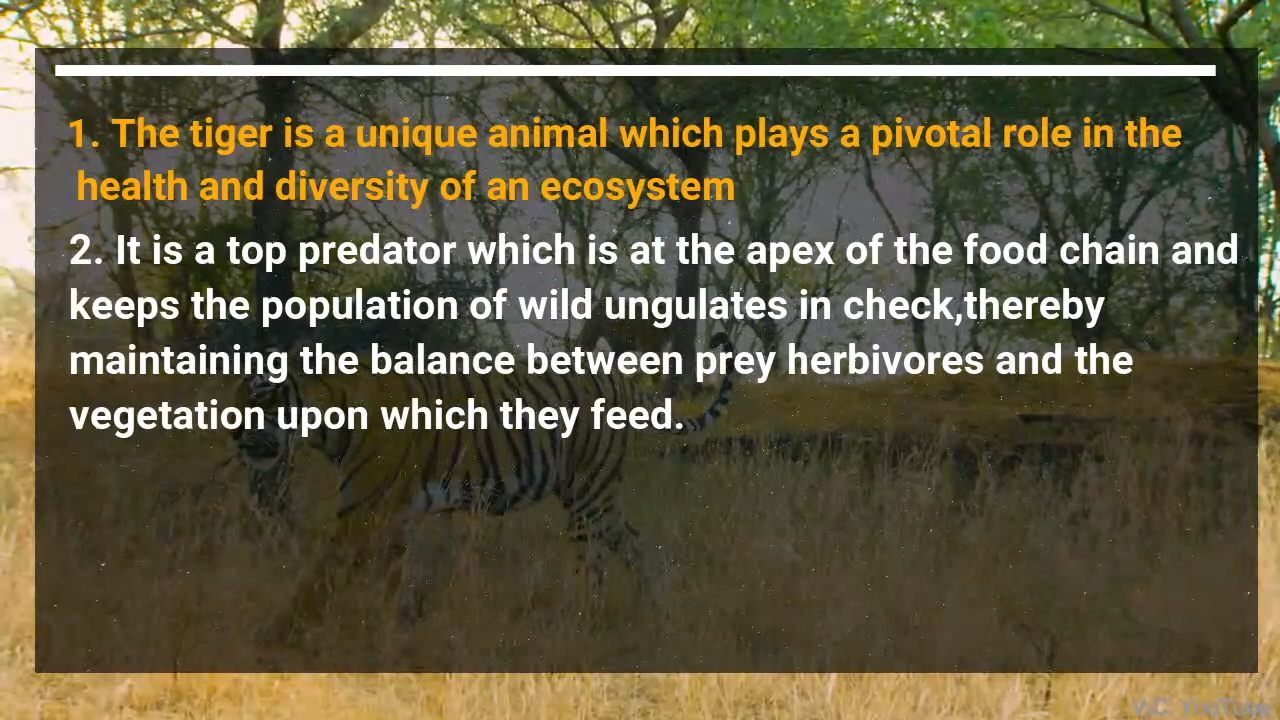 1. The tiger is a unique animal which plays a pivotal role in the
health and diversity of an ecosystem
2. It is a top predator which is at the apex of the food chain and
keeps the population of wild ungulates in check,thereby
maintaining the balance between prey herbivores and the
vegetation upon which they feed.
V.C. YouTube